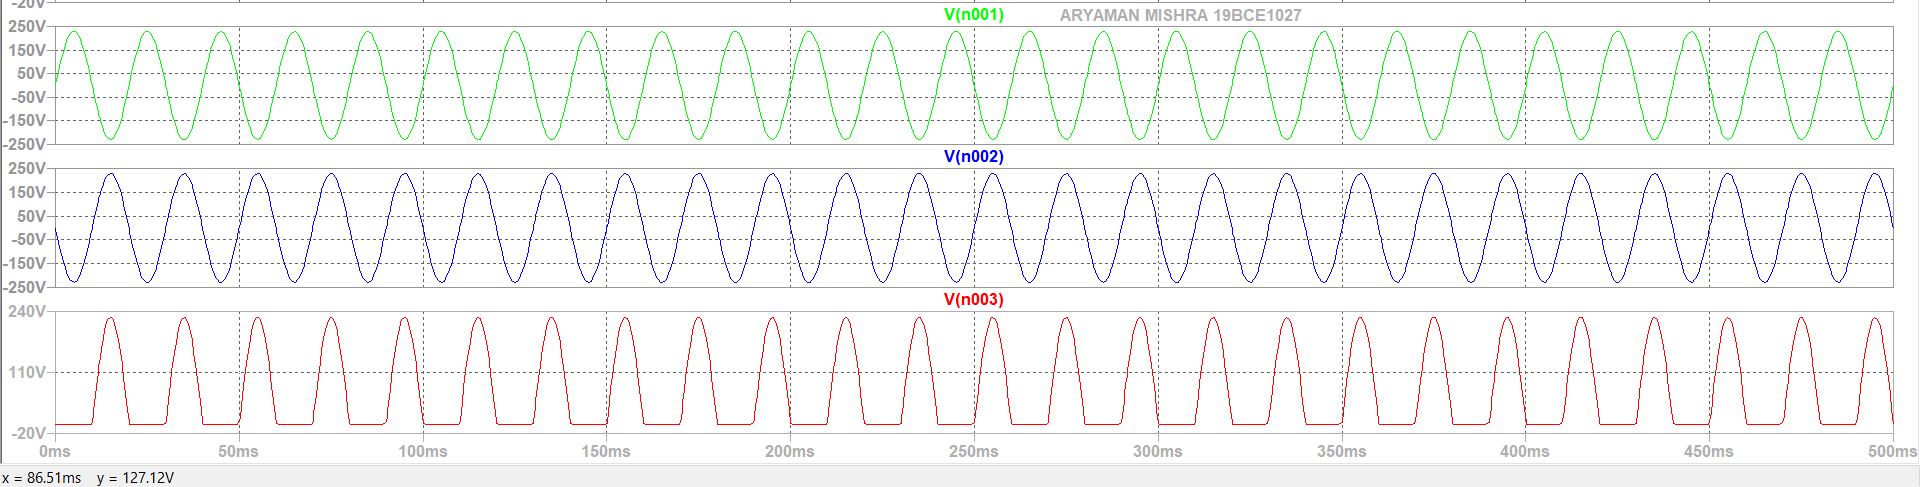 -20V
V(n001) ARYAMAN MISHRA 19BCE1027
250V
150V
50V
-50V
-150V
-250V
V(n002)
250V
150V
50V
-50V
-150V
-250V
V(n003)
240V
110V
-20V
0ms 50ms 100ms 150ms 200ms 250ms 300ms 350ms 400ms 450ms 500ms
x = 86.51ms y = 127.12V